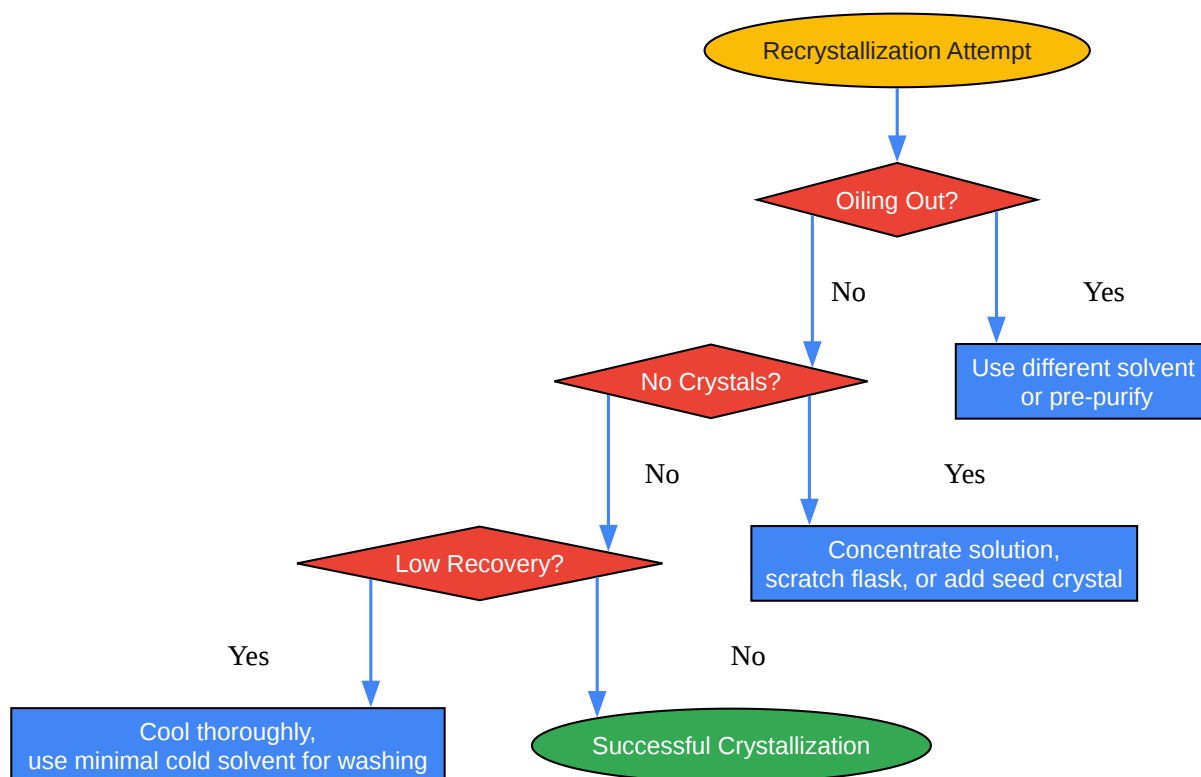 Recrystallization Attempt
Oiling Out?
No
Yes
Use different solvent
or pre-purify
No Crystals?
No
Yes
Concentrate solution,
scratch flask, or add seed crystal
Low Recovery?
Yes
No
Cool thoroughly,
use minimal cold solvent for washing
Successful Crystallization